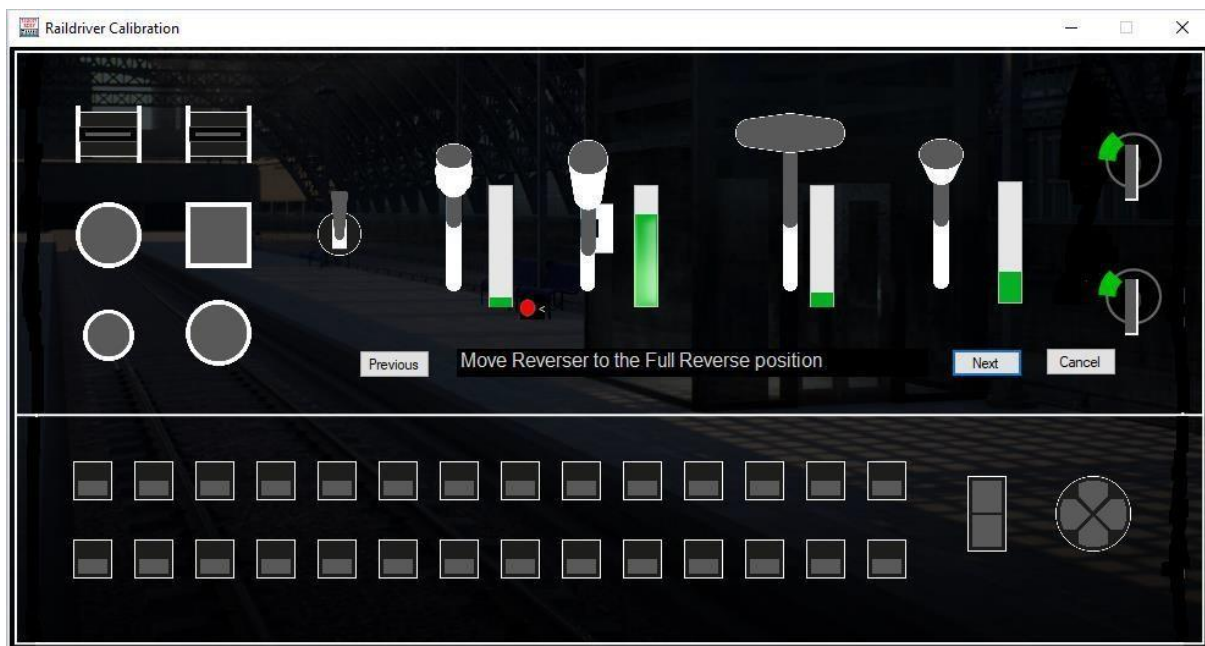 Raildriver Calibration
<
Previous
Move Reverser to the Full Reverse position
Next
Cancel